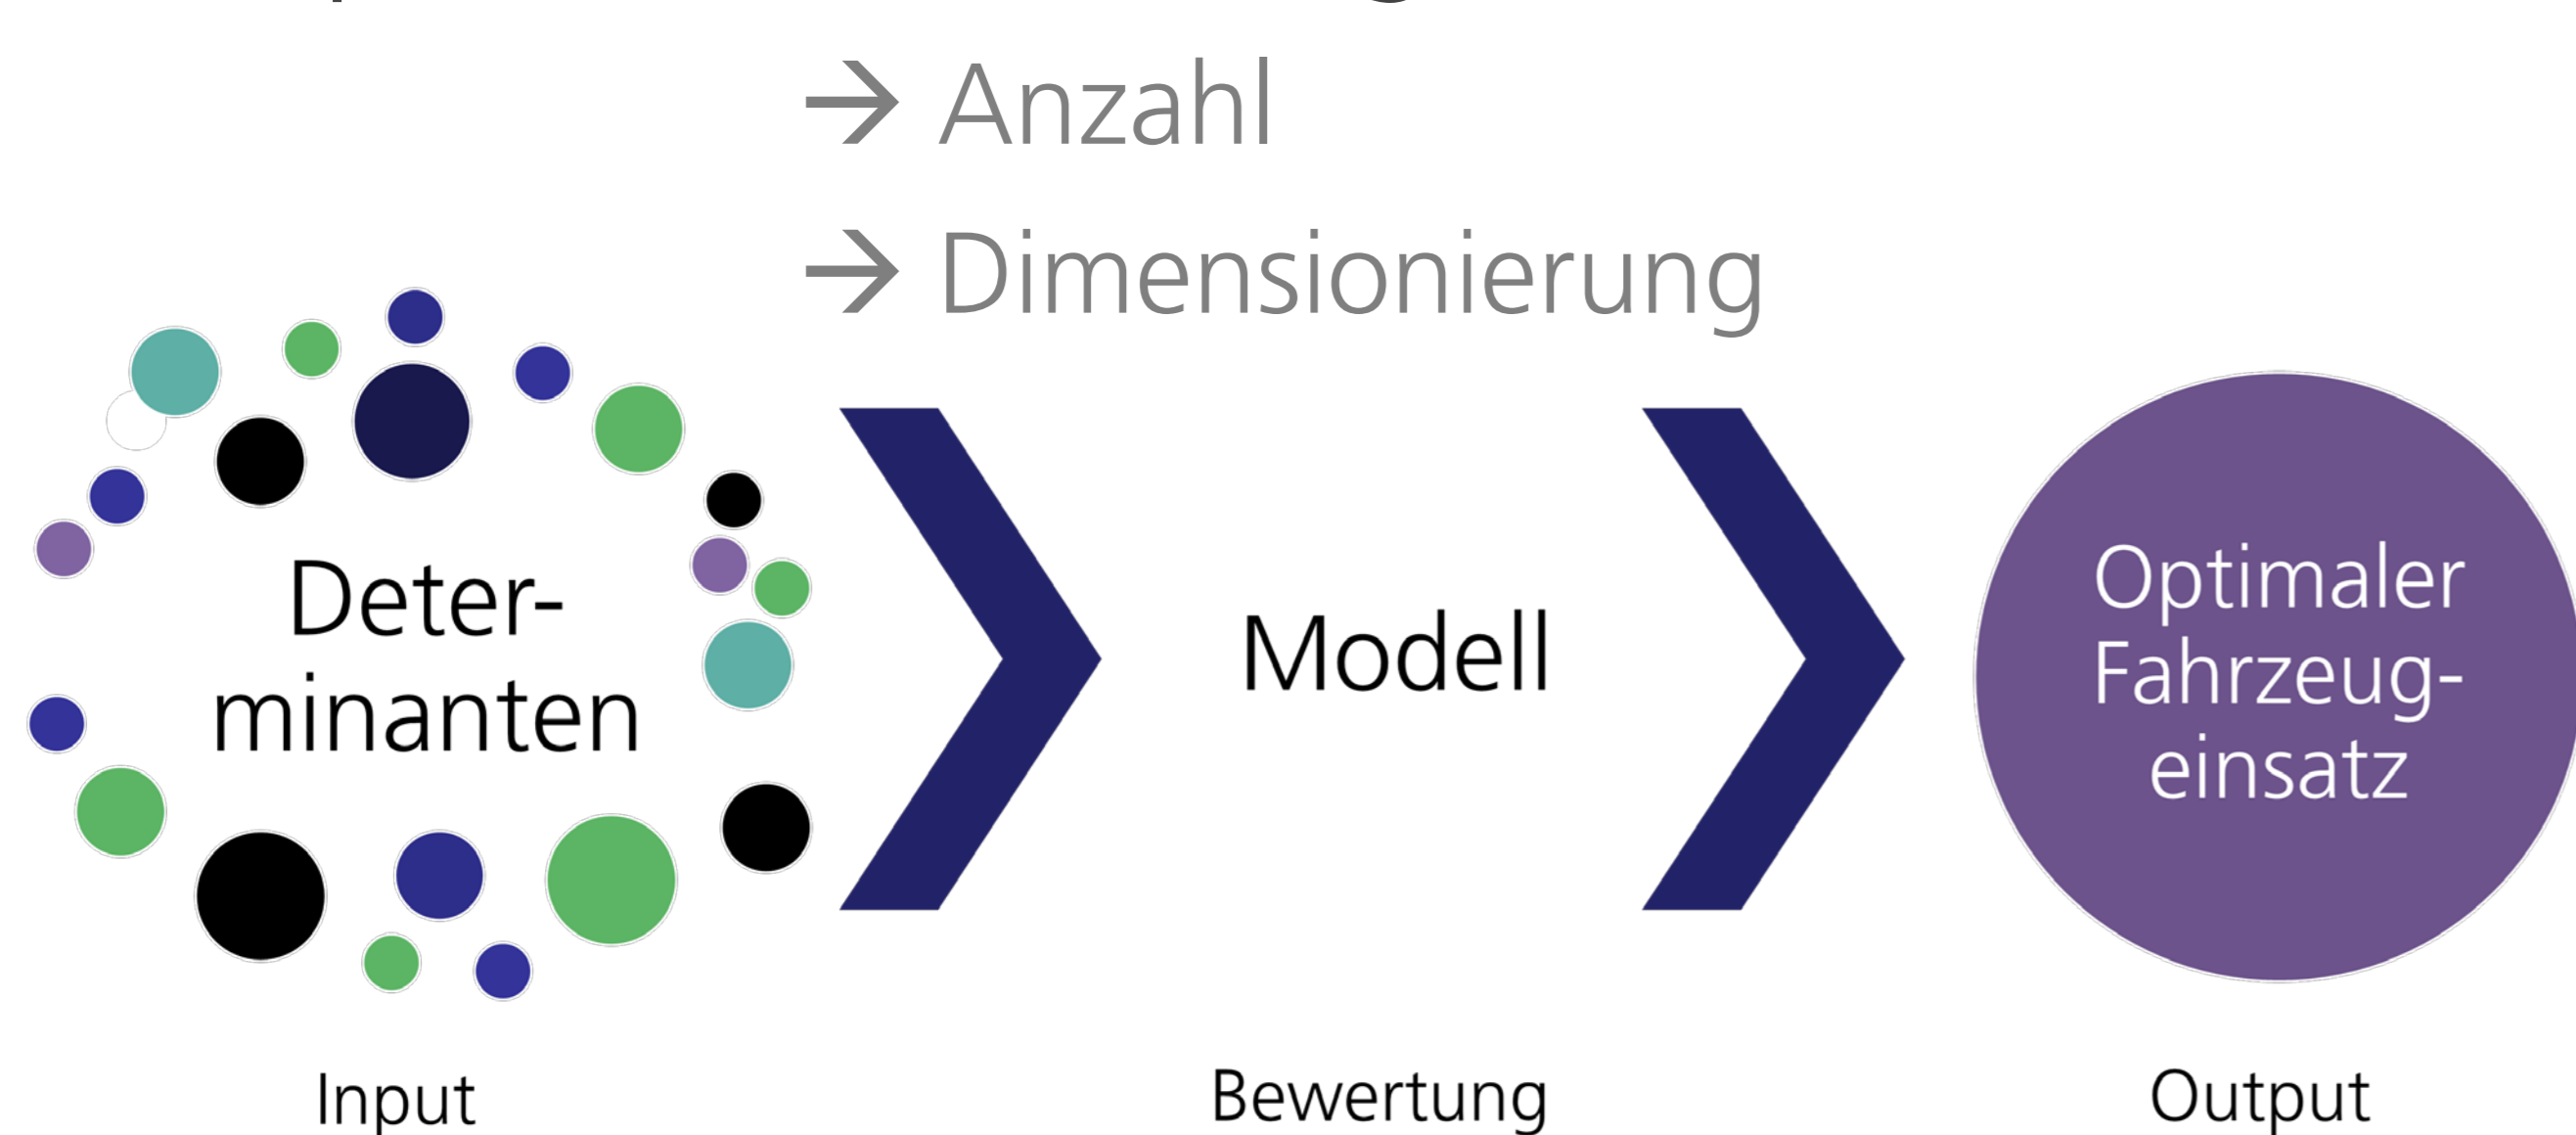 → Anzahl
→ Dimensionierung
Deter-
minanten
Modell
Optimaler
Fahrzeug-
einsatz
Input
Bewertung
Output